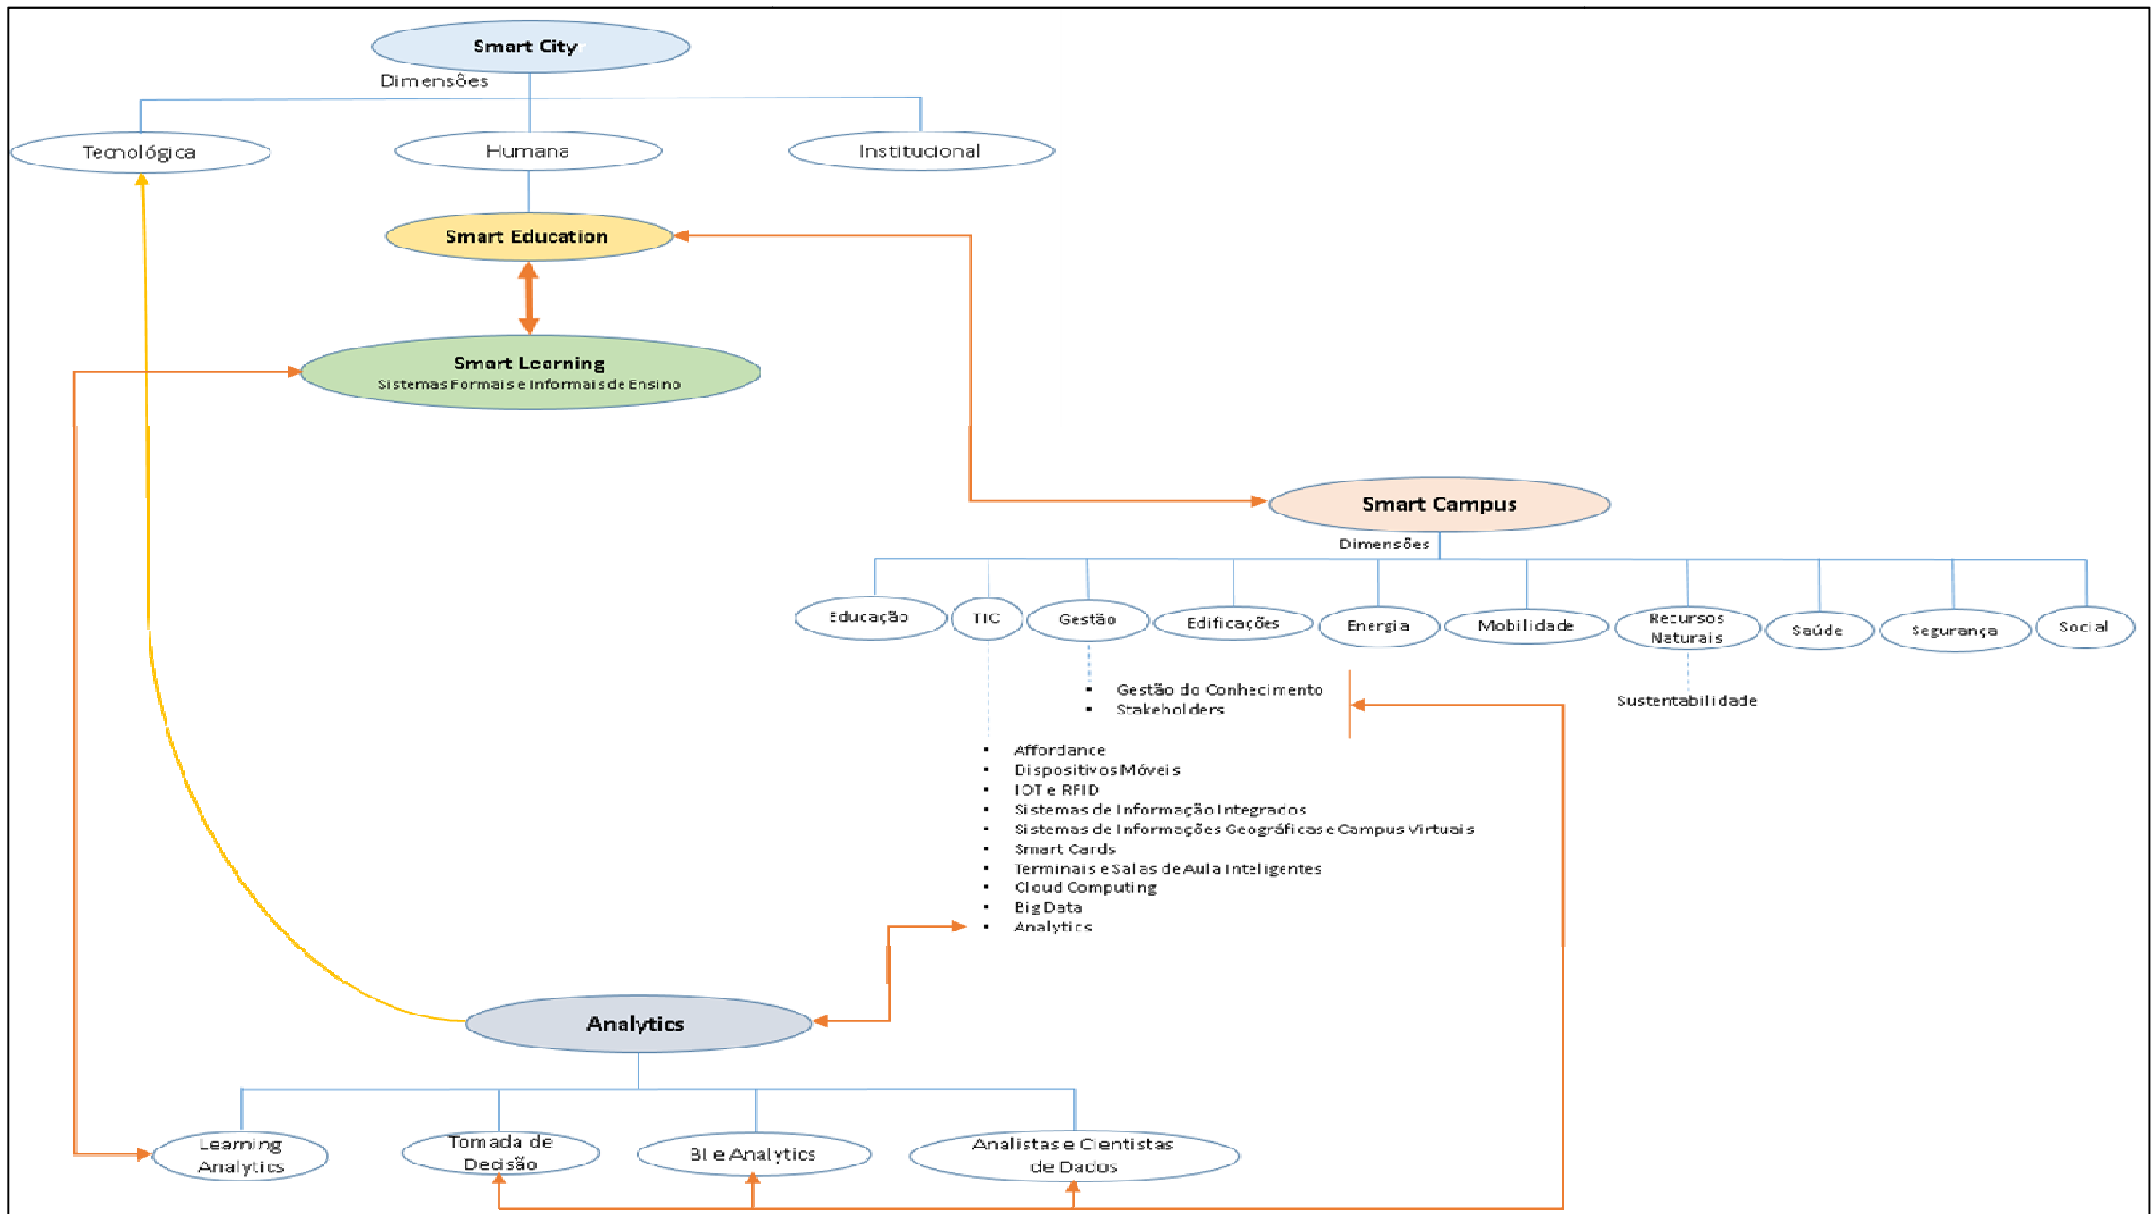 Smart City
Dimensões
Tecnológica
Humana
Institucional
Smart Education
Smart Learning
Sistemas Formais e Informais de Ensino
Smart Campus
Dimensões
Educação
TIC
Gestão
Edificações
Energia
Mobilidade
Recursos
Naturais
Saúde
Segurança
Social
▪ Gestão do Conhecimento
▪ Stakeholders
Sustentabilidade
▪ Affordance
▪ Dispositivos Móveis
▪ IOT e RFID
▪ Sistemas de Informação Integrados
▪ Sistemas de Informações Geográficas e Campus Virtuais
▪ Smart Cards
▪ Terminais e Salas de Aula Inteligentes
▪ Cloud Computing
▪ Big Data
▪ Analytics
Analytics
Learning
Analytics
Tomada de
Decisão
BI e Analytics
Analistas e Cientistas
de Dados